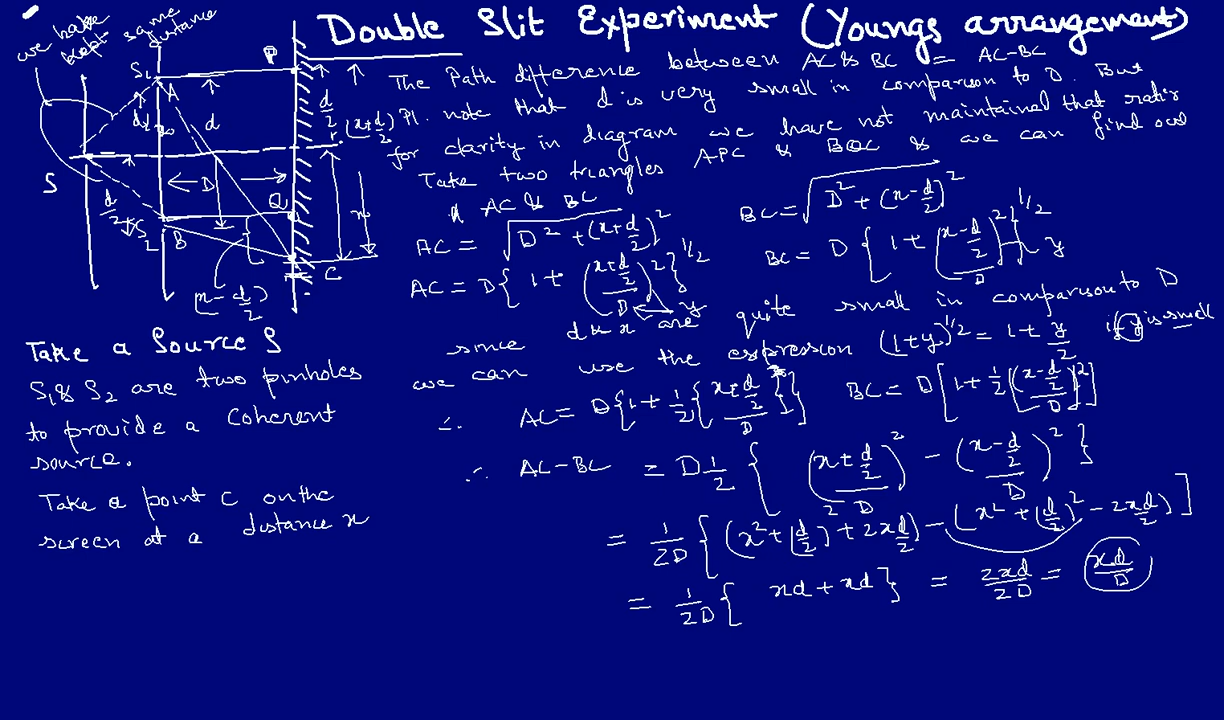 Double Slit Experiment (Youngs arrangement)
we have kept same distance
The Path difference between AC & BC = AC-BC
Pl. note that d is very small in comparison to D. But
for clarity in diagram we have not maintained that ratio
Take two triangles APC & BQC & we can find out
AC & BC
S₁
A
P
d
d/2
d/2
(x+d/2)
S
D
x
Q
d/2
S₂
B
C
(x-d/2)
AC = √(D² + (x+d/2)²)
BC = √(D² + (x-d/2)²)
AC = D{1+ ((x+d/2)/D)²}^1/2
y
BC = D{1+ ((x-d/2)/D)²}^1/2
y
since d & x are quite small in comparison to D
we can use the expression (1+y)^1/2 = 1+ y/2 if y is small
∴ AC = D{1+ 1/2{(x+d/2)/D}²}
BC = D[1+ 1/2((x-d/2)/D)²]
∴ AC-BC = D 1/2 {((x+d/2)/D)² - ((x-d/2)/D)²}
= 1/2D {(x²+(d/2)²+2xd/2) - (x²+(d/2)²-2xd/2)]
= 1/2D { xd + xd} = 2xd/2D = xd/D
Take a Source S
S₁ & S₂ are two pinholes
to provide a coherent
source.
Take a point C on the
screen at a distance x